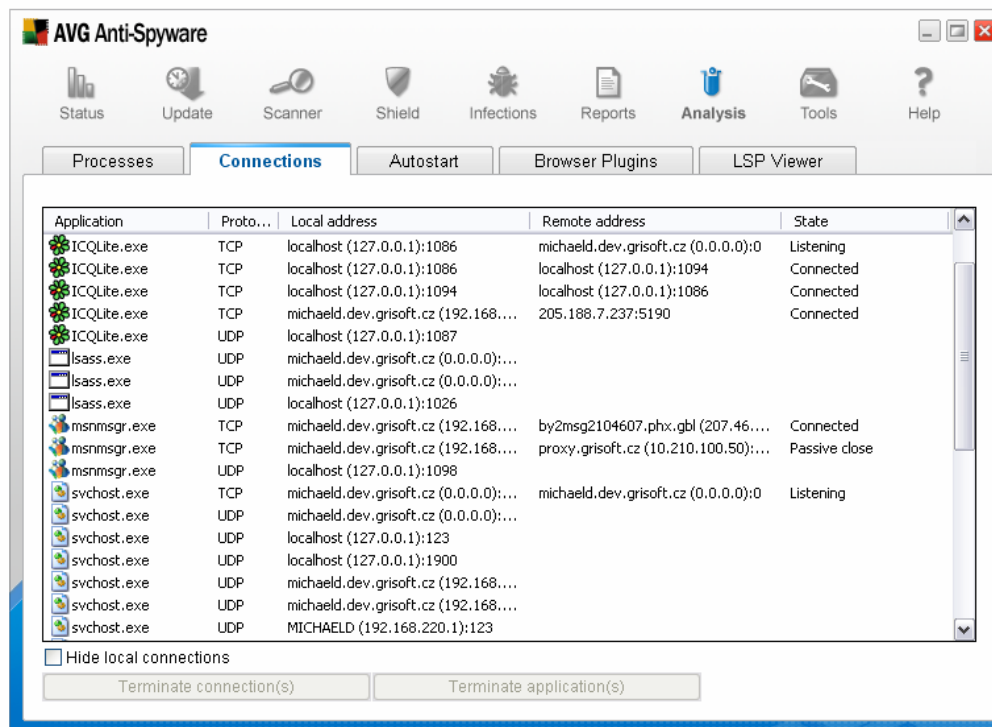 AVG Anti-Spyware
Status Update Scanner Shield Infections Reports Analysis Tools Help
Processes Connections Autostart Browser Plugins LSP Viewer
Application Proto... Local address Remote address State
ICQLite.exe TCP localhost (127.0.0.1):1086 michaeld.dev.grisoft.cz (0.0.0.0):0 Listening
ICQLite.exe TCP localhost (127.0.0.1):1086 localhost (127.0.0.1):1094 Connected
ICQLite.exe TCP localhost (127.0.0.1):1094 localhost (127.0.0.1):1086 Connected
ICQLite.exe TCP michaeld.dev.grisoft.cz (192.168.... 205.188.7.237:5190 Connected
ICQLite.exe UDP localhost (127.0.0.1):1087
lsass.exe UDP michaeld.dev.grisoft.cz (0.0.0.0):...
lsass.exe UDP michaeld.dev.grisoft.cz (0.0.0.0):...
lsass.exe UDP localhost (127.0.0.1):1026
msnmsgr.exe TCP michaeld.dev.grisoft.cz (192.168.... by2msg2104607.phx.gbl (207.46.... Connected
msnmsgr.exe TCP michaeld.dev.grisoft.cz (192.168.... proxy.grisoft.cz (10.210.100.50):... Passive close
msnmsgr.exe UDP localhost (127.0.0.1):1098
svchost.exe TCP michaeld.dev.grisoft.cz (0.0.0.0):... michaeld.dev.grisoft.cz (0.0.0.0):0 Listening
svchost.exe UDP michaeld.dev.grisoft.cz (0.0.0.0):...
svchost.exe UDP localhost (127.0.0.1):123
svchost.exe UDP localhost (127.0.0.1):1900
svchost.exe UDP michaeld.dev.grisoft.cz (192.168....
svchost.exe UDP michaeld.dev.grisoft.cz (192.168....
svchost.exe UDP MICHAELD (192.168.220.1):123
Hide local connections
Terminate connection(s) Terminate application(s)